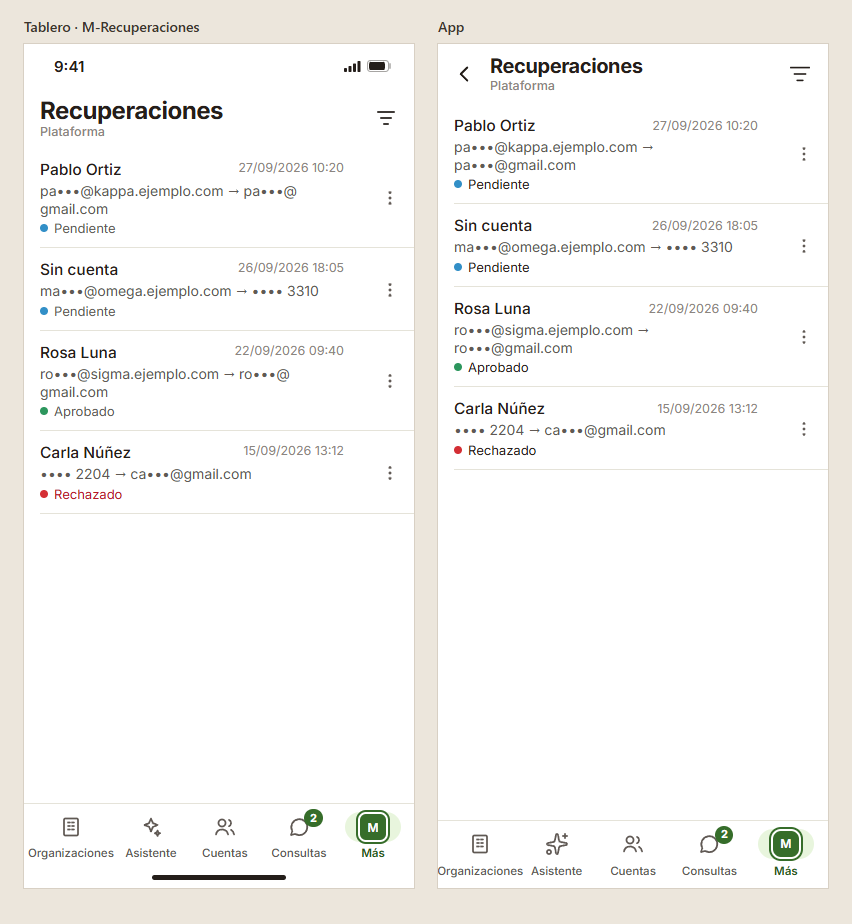 Tablero · M-Recuperaciones
9:41
Recuperaciones
Plataforma
Pablo Ortiz 27/09/2026 10:20
pa•••@kappa.ejemplo.com → pa•••@
gmail.com
Pendiente
Sin cuenta 26/09/2026 18:05
ma•••@omega.ejemplo.com → •••• 3310
Pendiente
Rosa Luna 22/09/2026 09:40
ro•••@sigma.ejemplo.com → ro•••@
gmail.com
Aprobado
Carla Núñez 15/09/2026 13:12
•••• 2204 → ca•••@gmail.com
Rechazado
2
M
Organizaciones Asistente Cuentas Consultas Más
App
Recuperaciones
Plataforma
Pablo Ortiz 27/09/2026 10:20
pa•••@kappa.ejemplo.com →
pa•••@gmail.com
Pendiente
Sin cuenta 26/09/2026 18:05
ma•••@omega.ejemplo.com → •••• 3310
Pendiente
Rosa Luna 22/09/2026 09:40
ro•••@sigma.ejemplo.com →
ro•••@gmail.com
Aprobado
Carla Núñez 15/09/2026 13:12
•••• 2204 → ca•••@gmail.com
Rechazado
2
M
Organizaciones Asistente Cuentas Consultas Más